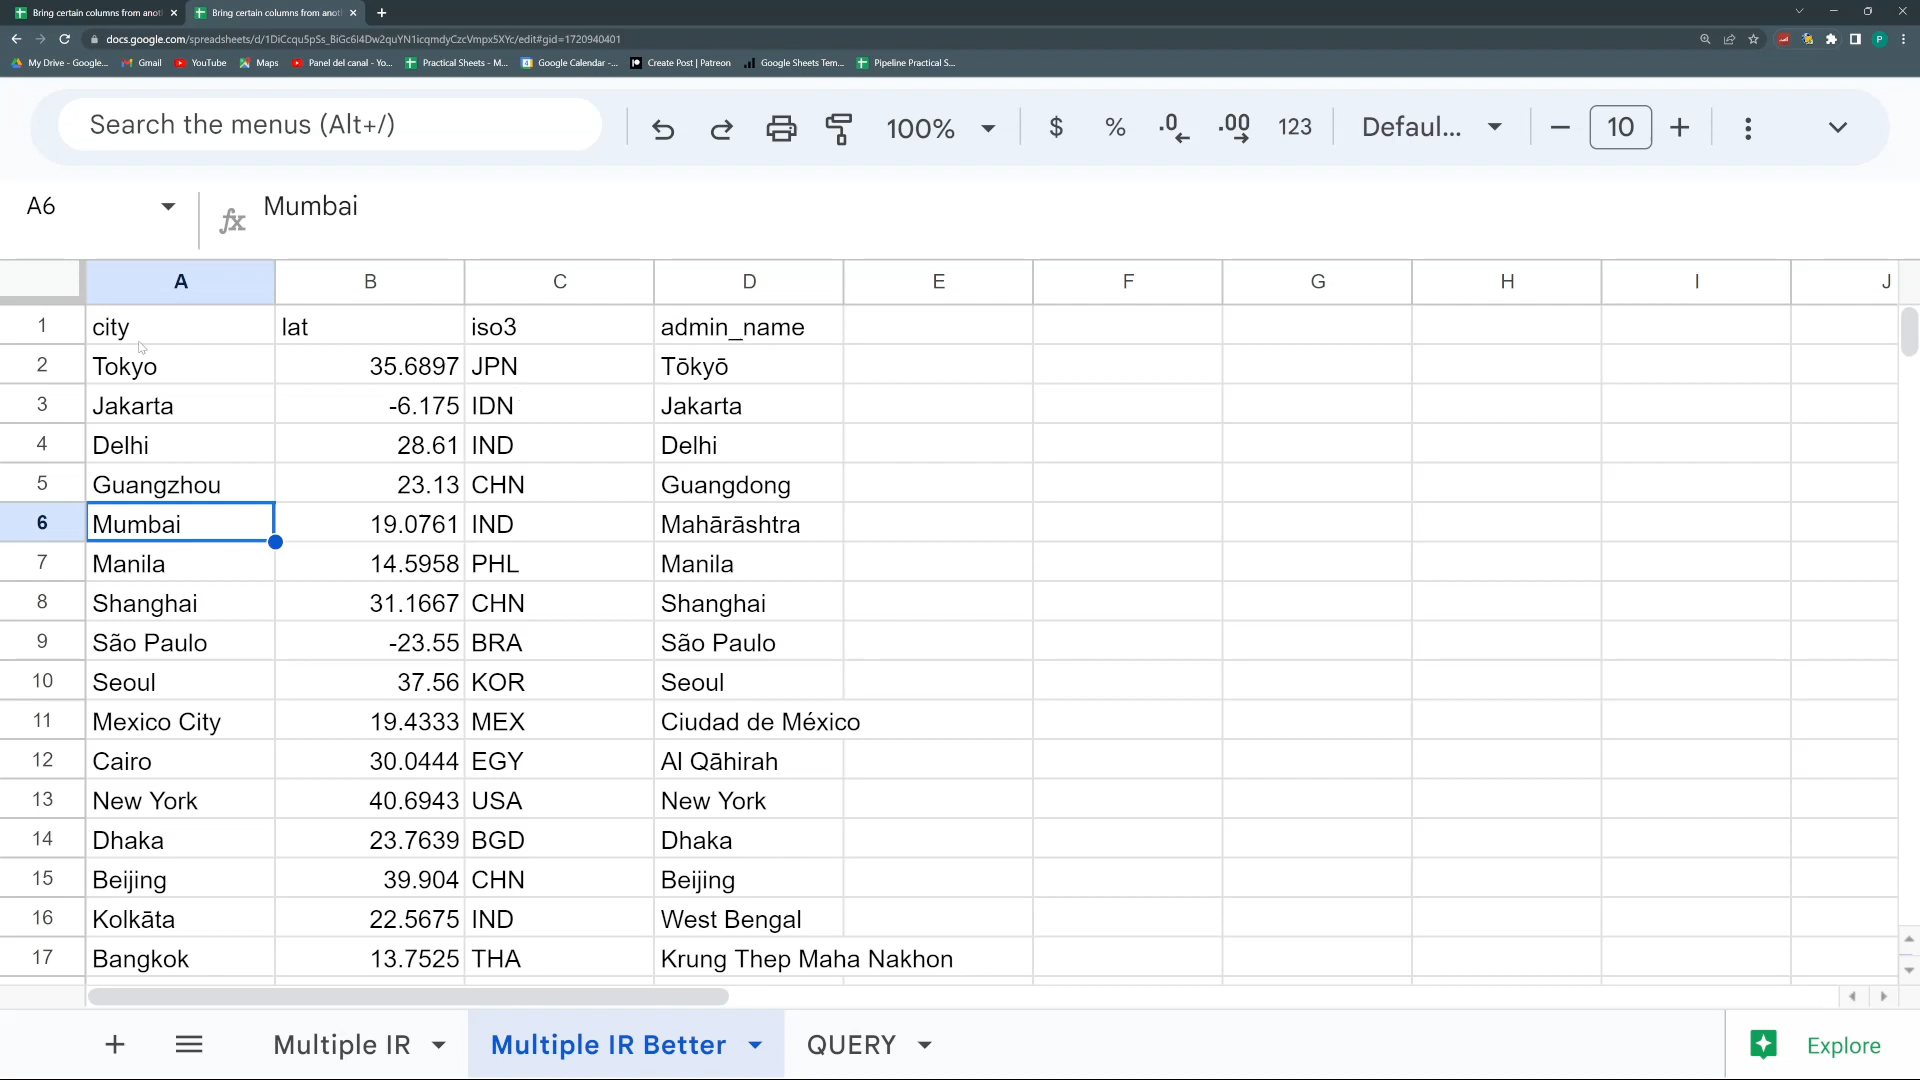 Bring certain columns from anot
Bring certain columns from anot
docs.google.com/spreadsheets/d/1DiCcqu5pSs_BiGc6I4Dw2quYN1icqmdyCzcVmpx5XYc/edit#gid=1720940401
My Drive - Google... Gmail YouTube Maps Panel del canal - Yo... Practical Sheets - M... Google Calendar -... Create Post | Patreon Google Sheets Tem... Pipeline Practical S...
Search the menus (Alt+/) 100% $ % .0 .00 123 Defaul... 10
A6 fx Mumbai
A B C D E F G H I J
1 city lat iso3 admin_name
2 Tokyo 35.6897 JPN Tōkyō
3 Jakarta -6.175 IDN Jakarta
4 Delhi 28.61 IND Delhi
5 Guangzhou 23.13 CHN Guangdong
6 Mumbai 19.0761 IND Mahārāshtra
7 Manila 14.5958 PHL Manila
8 Shanghai 31.1667 CHN Shanghai
9 São Paulo -23.55 BRA São Paulo
10 Seoul 37.56 KOR Seoul
11 Mexico City 19.4333 MEX Ciudad de México
12 Cairo 30.0444 EGY Al Qāhirah
13 New York 40.6943 USA New York
14 Dhaka 23.7639 BGD Dhaka
15 Beijing 39.904 CHN Beijing
16 Kolkāta 22.5675 IND West Bengal
17 Bangkok 13.7525 THA Krung Thep Maha Nakhon
Multiple IR Multiple IR Better QUERY Explore